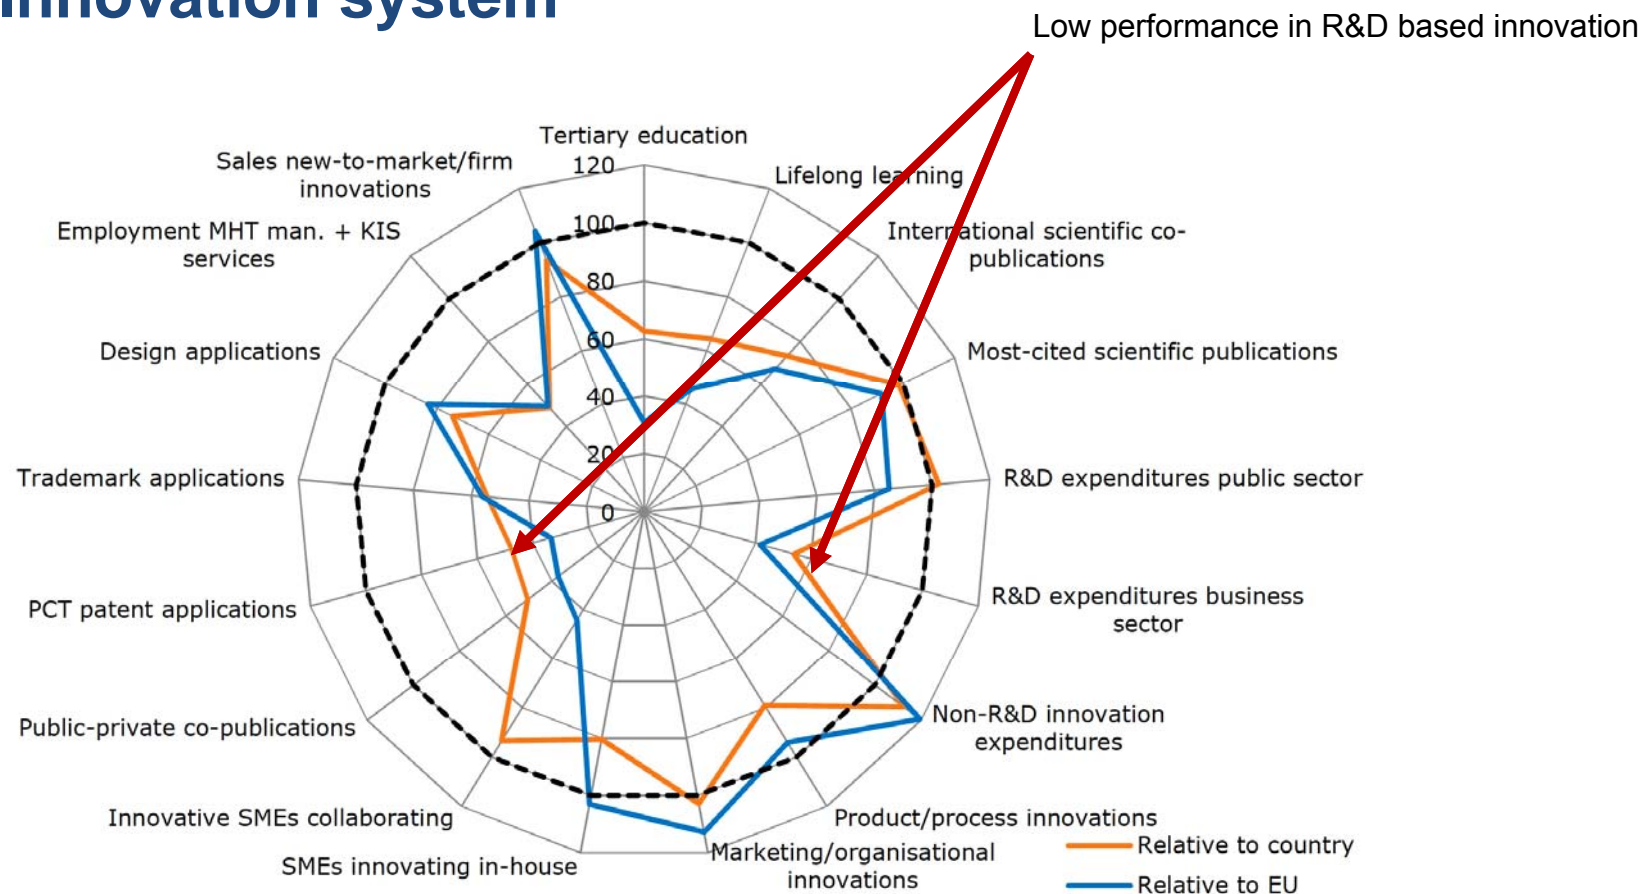 innovation system
Low performance in R&D based innovation
Tertiary education
Sales new-to-market/firm
innovations
Lifelong learning
Employment MHT man. + KIS
services
International scientific co-
publications
Design applications
Most-cited scientific publications
Trademark applications
R&D expenditures public sector
PCT patent applications
R&D expenditures business
sector
Public-private co-publications
Non-R&D innovation
expenditures
Innovative SMEs collaborating
Product/process innovations
SMEs innovating in-house
Marketing/organisational
innovations
120
100
80
60
40
20
0
Relative to country
Relative to EU